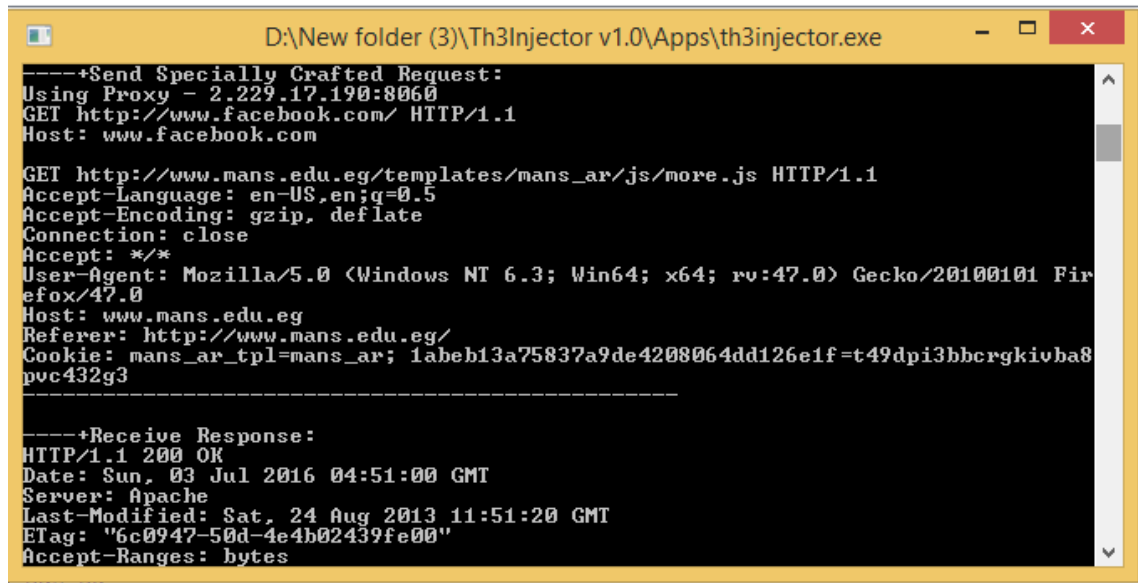 D:\New folder (3)\Th3Injector v1.0\Apps\th3injector.exe
----+Send Specially Crafted Request:
Using Proxy - 2.229.17.190:8060
GET http://www.facebook.com/ HTTP/1.1
Host: www.facebook.com
GET http://www.mans.edu.eg/templates/mans_ar/js/more.js HTTP/1.1
Accept-Language: en-US,en;q=0.5
Accept-Encoding: gzip, deflate
Connection: close
Accept: */*
User-Agent: Mozilla/5.0 (Windows NT 6.3; Win64; x64; rv:47.0) Gecko/20100101 Fir
efox/47.0
Host: www.mans.edu.eg
Referer: http://www.mans.edu.eg/
Cookie: mans_ar_tpl=mans_ar; 1abeb13a75837a9de4208064dd126e1f=t49dpi3bbcrgkivba8
pvc432g3
--------------------------------------------------
----+Receive Response:
HTTP/1.1 200 OK
Date: Sun, 03 Jul 2016 04:51:00 GMT
Server: Apache
Last-Modified: Sat, 24 Aug 2013 11:51:20 GMT
ETag: "6c0947-50d-4e4b02439fe00"
Accept-Ranges: bytes